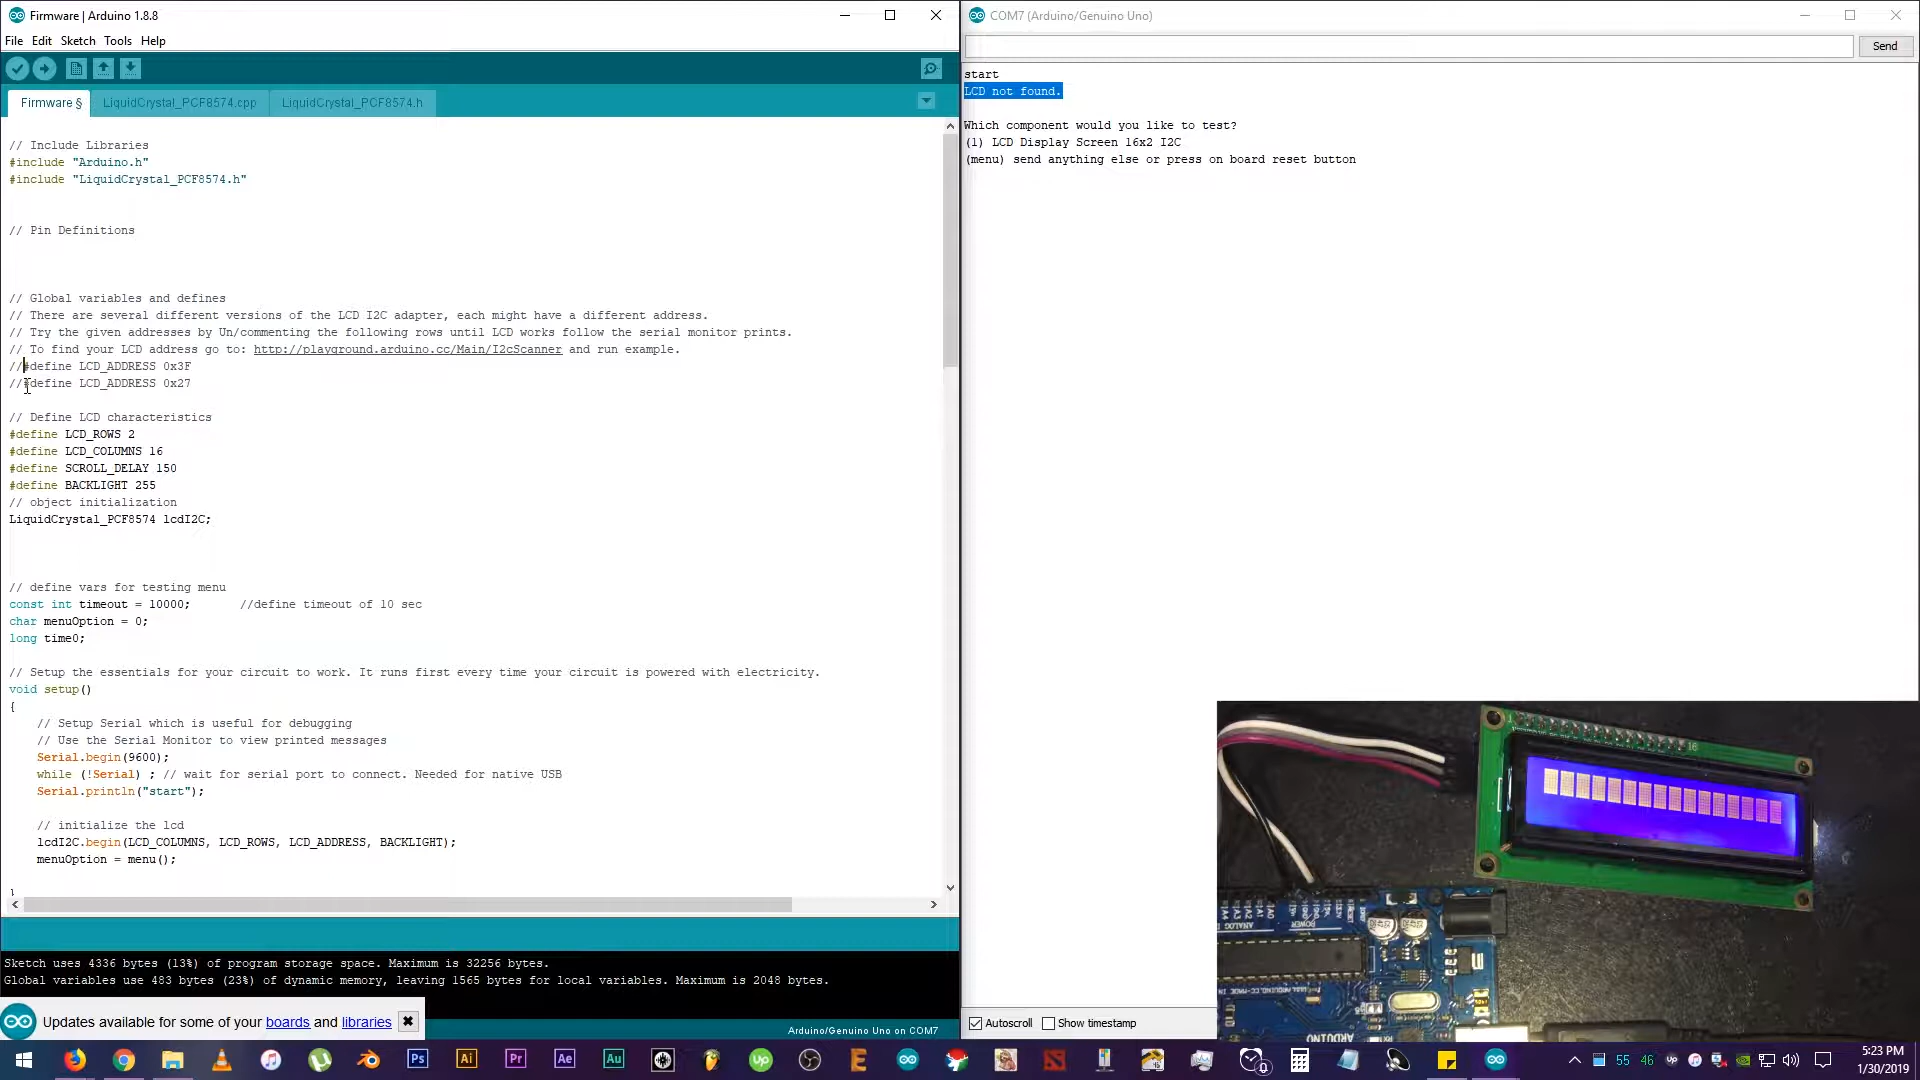 Firmware | Arduino 1.8.8
File Edit Sketch Tools Help
Firmware § LiquidCrystal_PCF8574.cpp LiquidCrystal_PCF8574.h
// Include Libraries
#include "Arduino.h"
#include "LiquidCrystal_PCF8574.h"
// Pin Definitions
// Global variables and defines
// There are several different versions of the LCD I2C adapter, each might have a different address.
// Try the given addresses by Un/commenting the following rows until LCD works follow the serial monitor prints.
// To find your LCD address go to: http://playground.arduino.cc/Main/I2cScanner and run example.
//#define LCD_ADDRESS 0x3F
//#define LCD_ADDRESS 0x27
// Define LCD characteristics
#define LCD_ROWS 2
#define LCD_COLUMNS 16
#define SCROLL_DELAY 150
#define BACKLIGHT 255
// object initialization
LiquidCrystal_PCF8574 lcdI2C;
// define vars for testing menu
const int timeout = 10000; //define timeout of 10 sec
char menuOption = 0;
long time0;
// Setup the essentials for your circuit to work. It runs first every time your circuit is powered with electricity.
void setup()
{
// Setup Serial which is useful for debugging
// Use the Serial Monitor to view printed messages
Serial.begin(9600);
while (!Serial) ; // wait for serial port to connect. Needed for native USB
Serial.println("start");
// initialize the lcd
lcdI2C.begin(LCD_COLUMNS, LCD_ROWS, LCD_ADDRESS, BACKLIGHT);
menuOption = menu();
}
Sketch uses 4336 bytes (13%) of program storage space. Maximum is 32256 bytes.
Global variables use 483 bytes (23%) of dynamic memory, leaving 1565 bytes for local variables. Maximum is 2048 bytes.
Updates available for some of your boards and libraries
Arduino/Genuino Uno on COM7
COM7 (Arduino/Genuino Uno)
Send
start
LCD not found.
Which component would you like to test?
(1) LCD Display Screen 16x2 I2C
(menu) send anything else or press on board reset button
Autoscroll Show timestamp
16
ANALOG IN
POWER
Ps Ai Pr Ae Au Up E
55 46
5:23 PM
1/30/2019